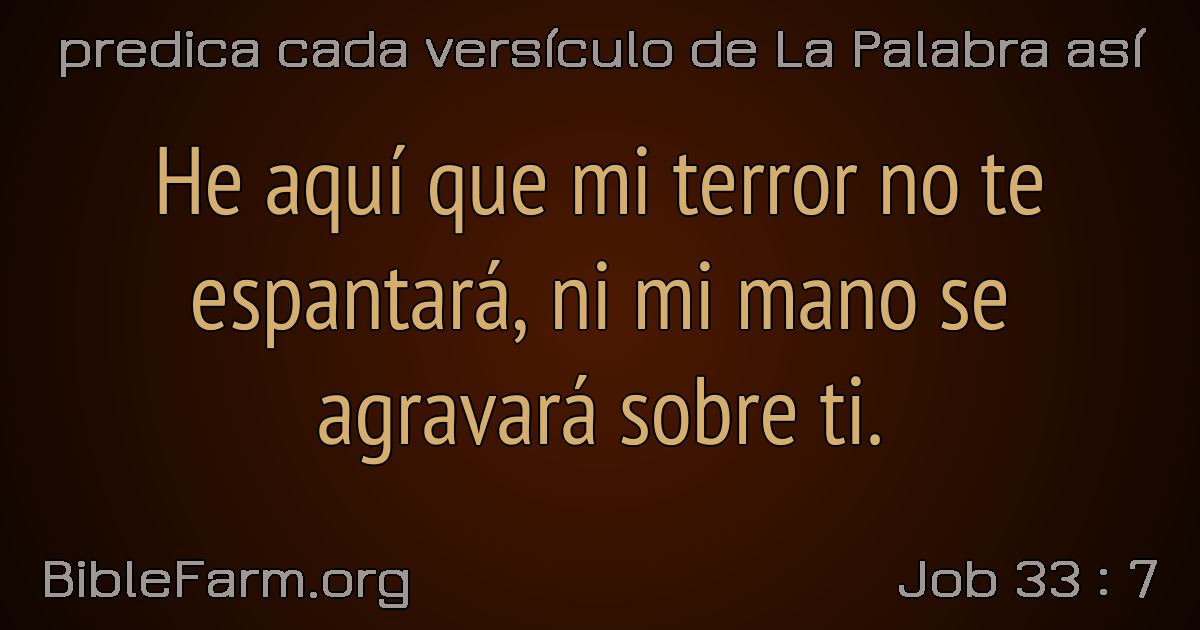 predica cada versículo de La Palabra así
He aquí que mi terror no te
espantará, ni mi mano se
agravará sobre ti.
BibleFarm.org
Job 33 : 7